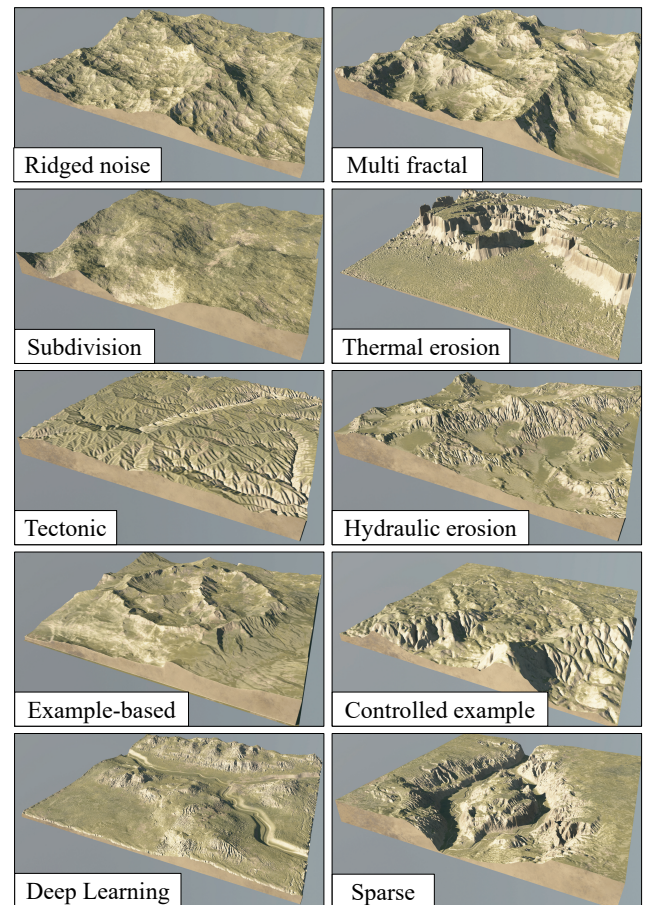 Ridged noise
Multi fractal
Subdivision
Thermal erosion
Tectonic
Hydraulic erosion
Example-based
Controlled example
Deep Learning
Sparse